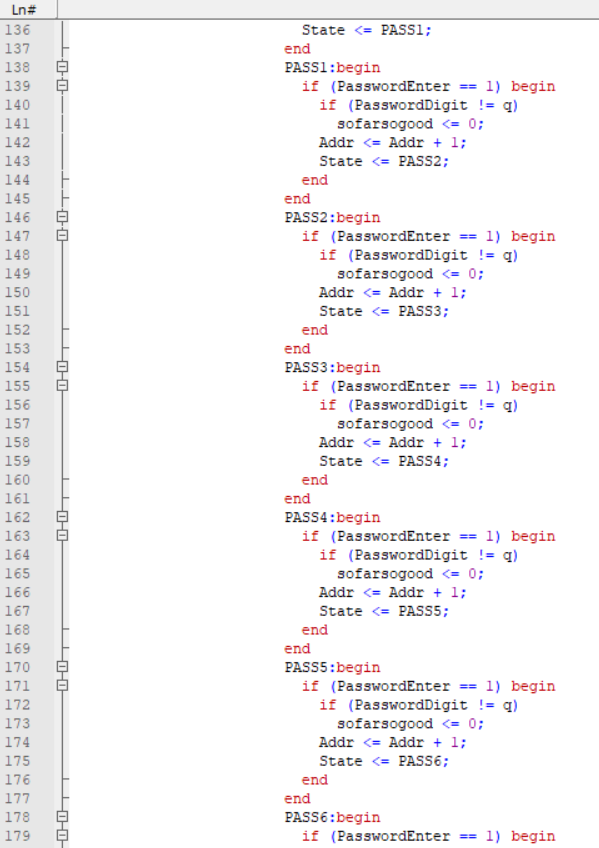 Ln#
136 State <= PASS1;
137 end
138 PASS1:begin
139 if (PasswordEnter == 1) begin
140 if (PasswordDigit != q)
141 sofarsogood <= 0;
142 Addr <= Addr + 1;
143 State <= PASS2;
144 end
145 end
146 PASS2:begin
147 if (PasswordEnter == 1) begin
148 if (PasswordDigit != q)
149 sofarsogood <= 0;
150 Addr <= Addr + 1;
151 State <= PASS3;
152 end
153 end
154 PASS3:begin
155 if (PasswordEnter == 1) begin
156 if (PasswordDigit != q)
157 sofarsogood <= 0;
158 Addr <= Addr + 1;
159 State <= PASS4;
160 end
161 end
162 PASS4:begin
163 if (PasswordEnter == 1) begin
164 if (PasswordDigit != q)
165 sofarsogood <= 0;
166 Addr <= Addr + 1;
167 State <= PASS5;
168 end
169 end
170 PASS5:begin
171 if (PasswordEnter == 1) begin
172 if (PasswordDigit != q)
173 sofarsogood <= 0;
174 Addr <= Addr + 1;
175 State <= PASS6;
176 end
177 end
178 PASS6:begin
179 if (PasswordEnter == 1) begin